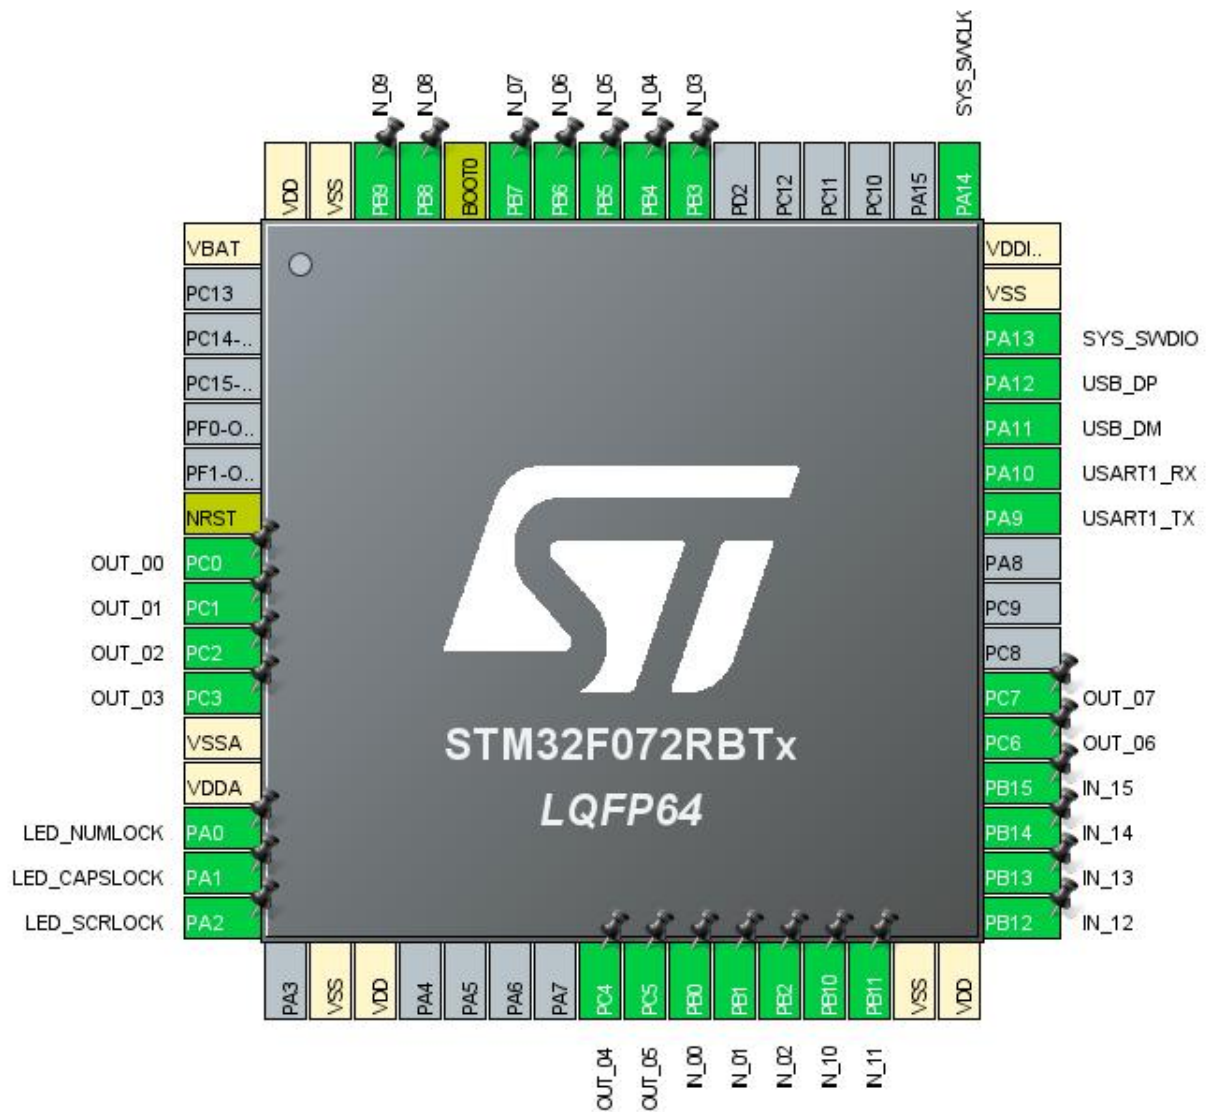 SYS_SWCLK
IN_09
IN_08
IN_07
IN_06
IN_05
IN_04
IN_03
VDD
VSS
PB9
PB8
BOOT0
PB7
PB6
PB5
PB4
PB3
PD2
PC12
PC11
PC10
PA15
PA14
VBAT
PC13
PC14-..
PC15-..
PF0-O..
PF1-O..
NRST
OUT_00 PC0
OUT_01 PC1
OUT_02 PC2
OUT_03 PC3
VSSA
VDDA
LED_NUMLOCK PA0
LED_CAPSLOCK PA1
LED_SCRLOCK PA2
ST
STM32F072RBTx
LQFP64
VDDI..
VSS
PA13 SYS_SWDIO
PA12 USB_DP
PA11 USB_DM
PA10 USART1_RX
PA9 USART1_TX
PA8
PC9
PC8
PC7 OUT_07
PC6 OUT_06
PB15 IN_15
PB14 IN_14
PB13 IN_13
PB12 IN_12
PA3
VSS
VDD
PA4
PA5
PA6
PA7
PC4
PC5
PB0
PB1
PB2
PB10
PB11
VSS
VDD
OUT_04
OUT_05
IN_00
IN_01
IN_02
IN_10
IN_11